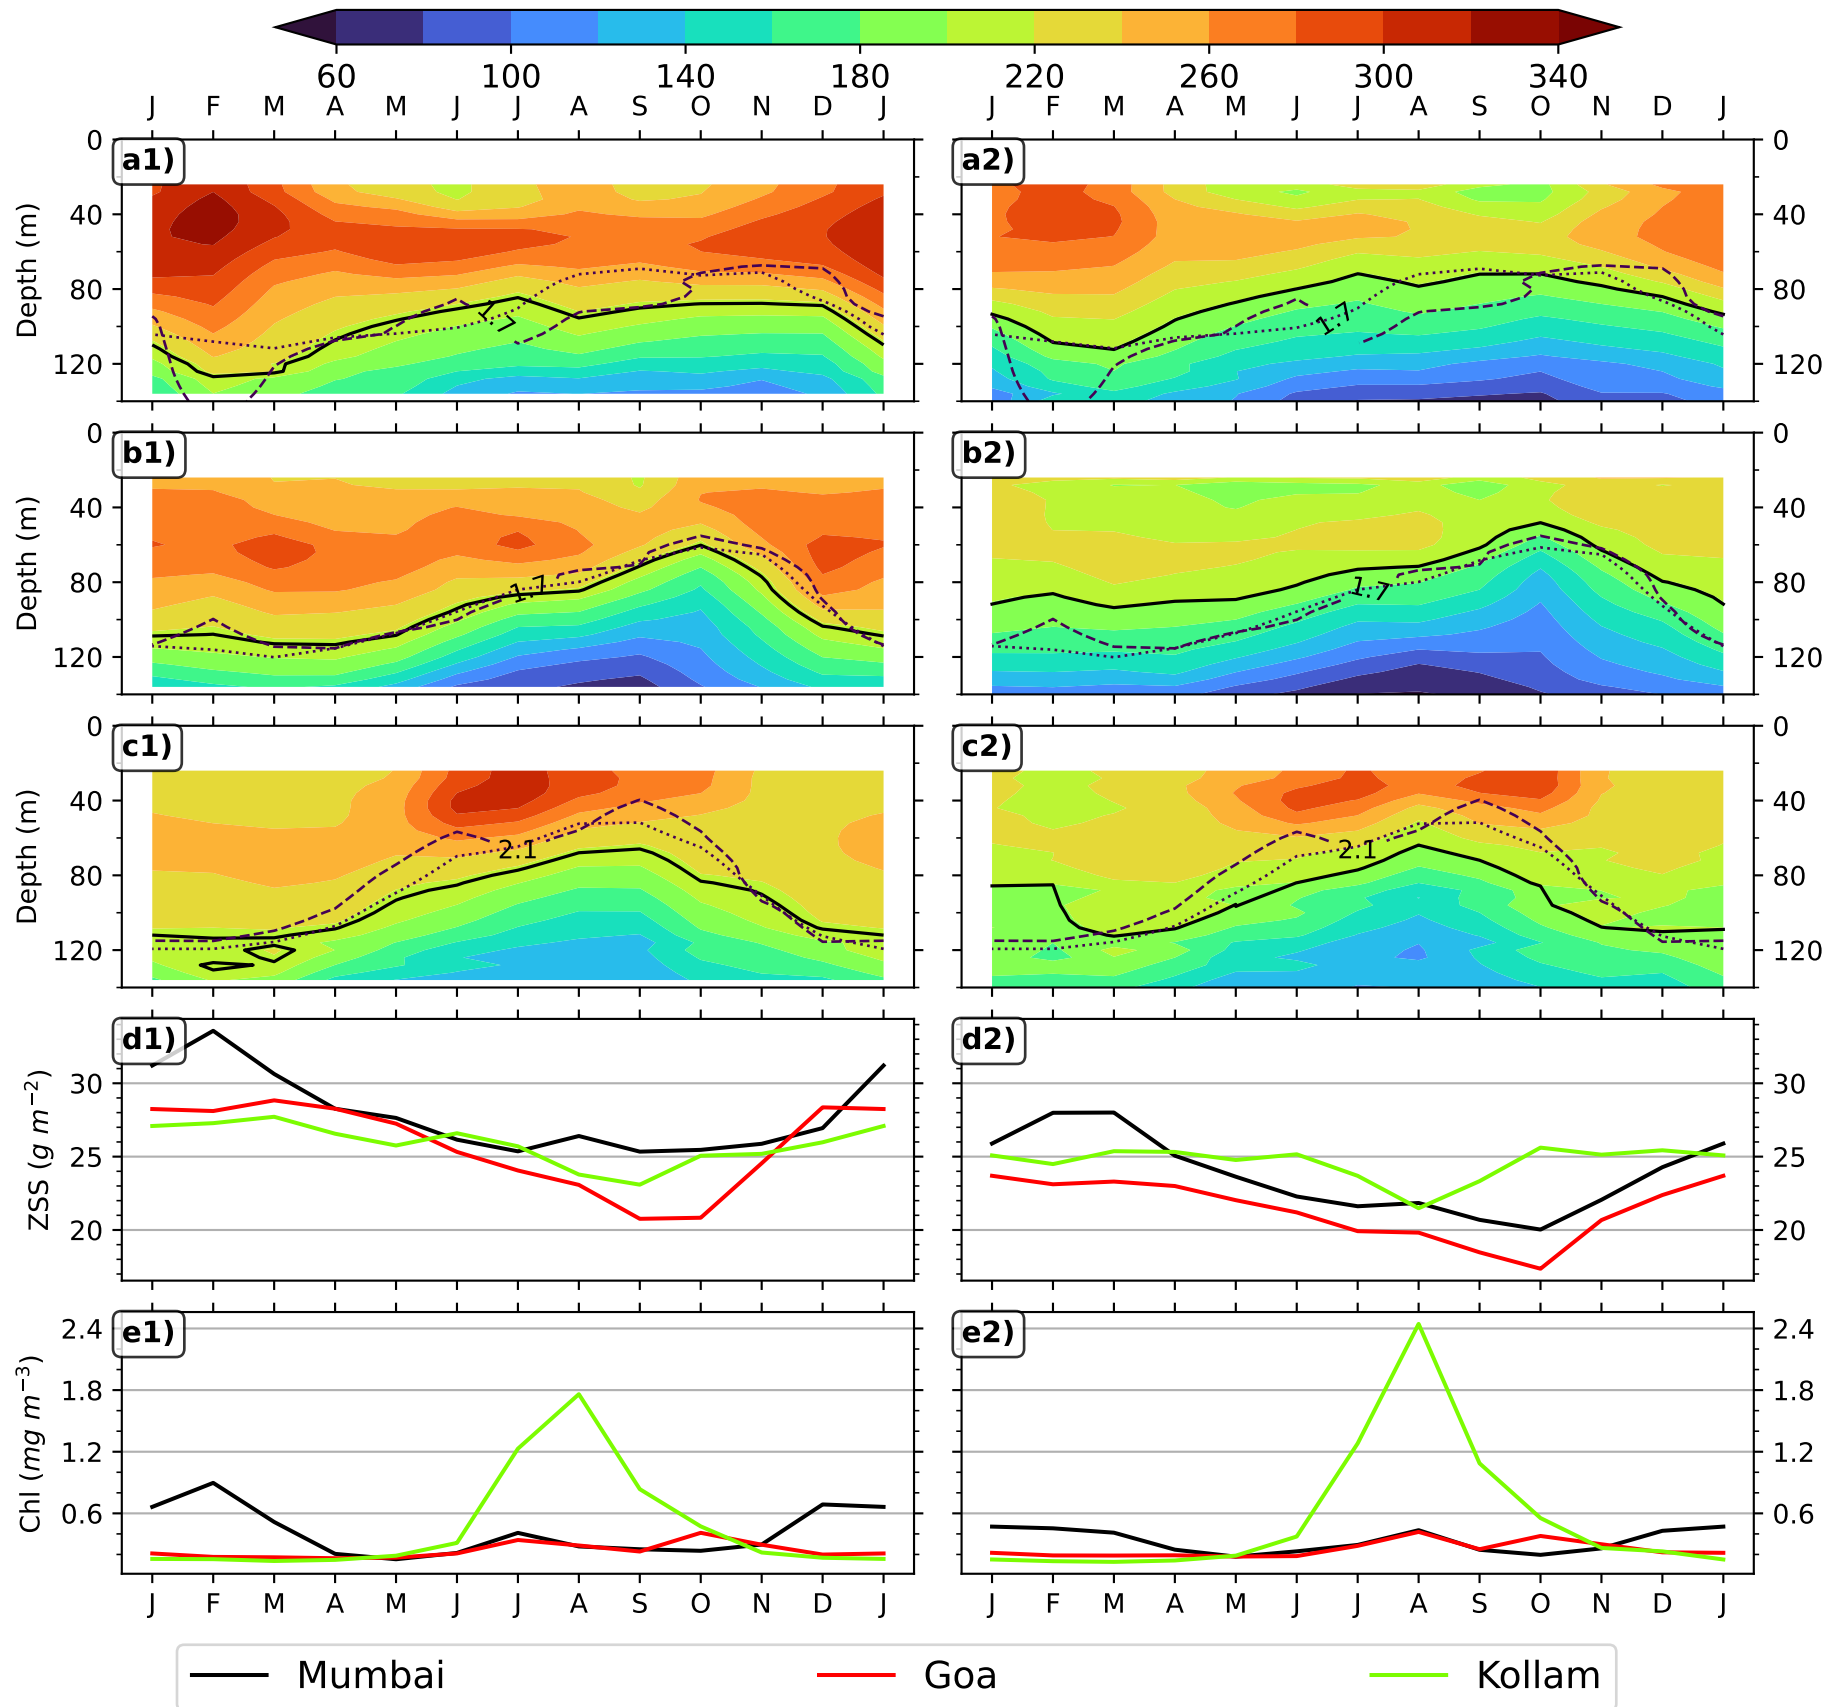 60 100 140 180 220 260 300 340
J F M A M J J A S O N D J J F M A M J J A S O N D J
a1) a2)
0 40 80 120
Depth (m)
1.7 1.7
0 40 80 120
b1) b2)
0 40 80 120
Depth (m)
1.7 1.7
0 40 80 120
c1) c2)
0 40 80 120
Depth (m)
2.1 2.1
0 40 80 120
d1) d2)
30 25 20
ZSS (g m⁻²)
30 25 20
e1) e2)
2.4 1.8 1.2 0.6
Chl (mg m⁻³)
2.4 1.8 1.2 0.6
J F M A M J J A S O N D J J F M A M J J A S O N D J
Mumbai Goa Kollam